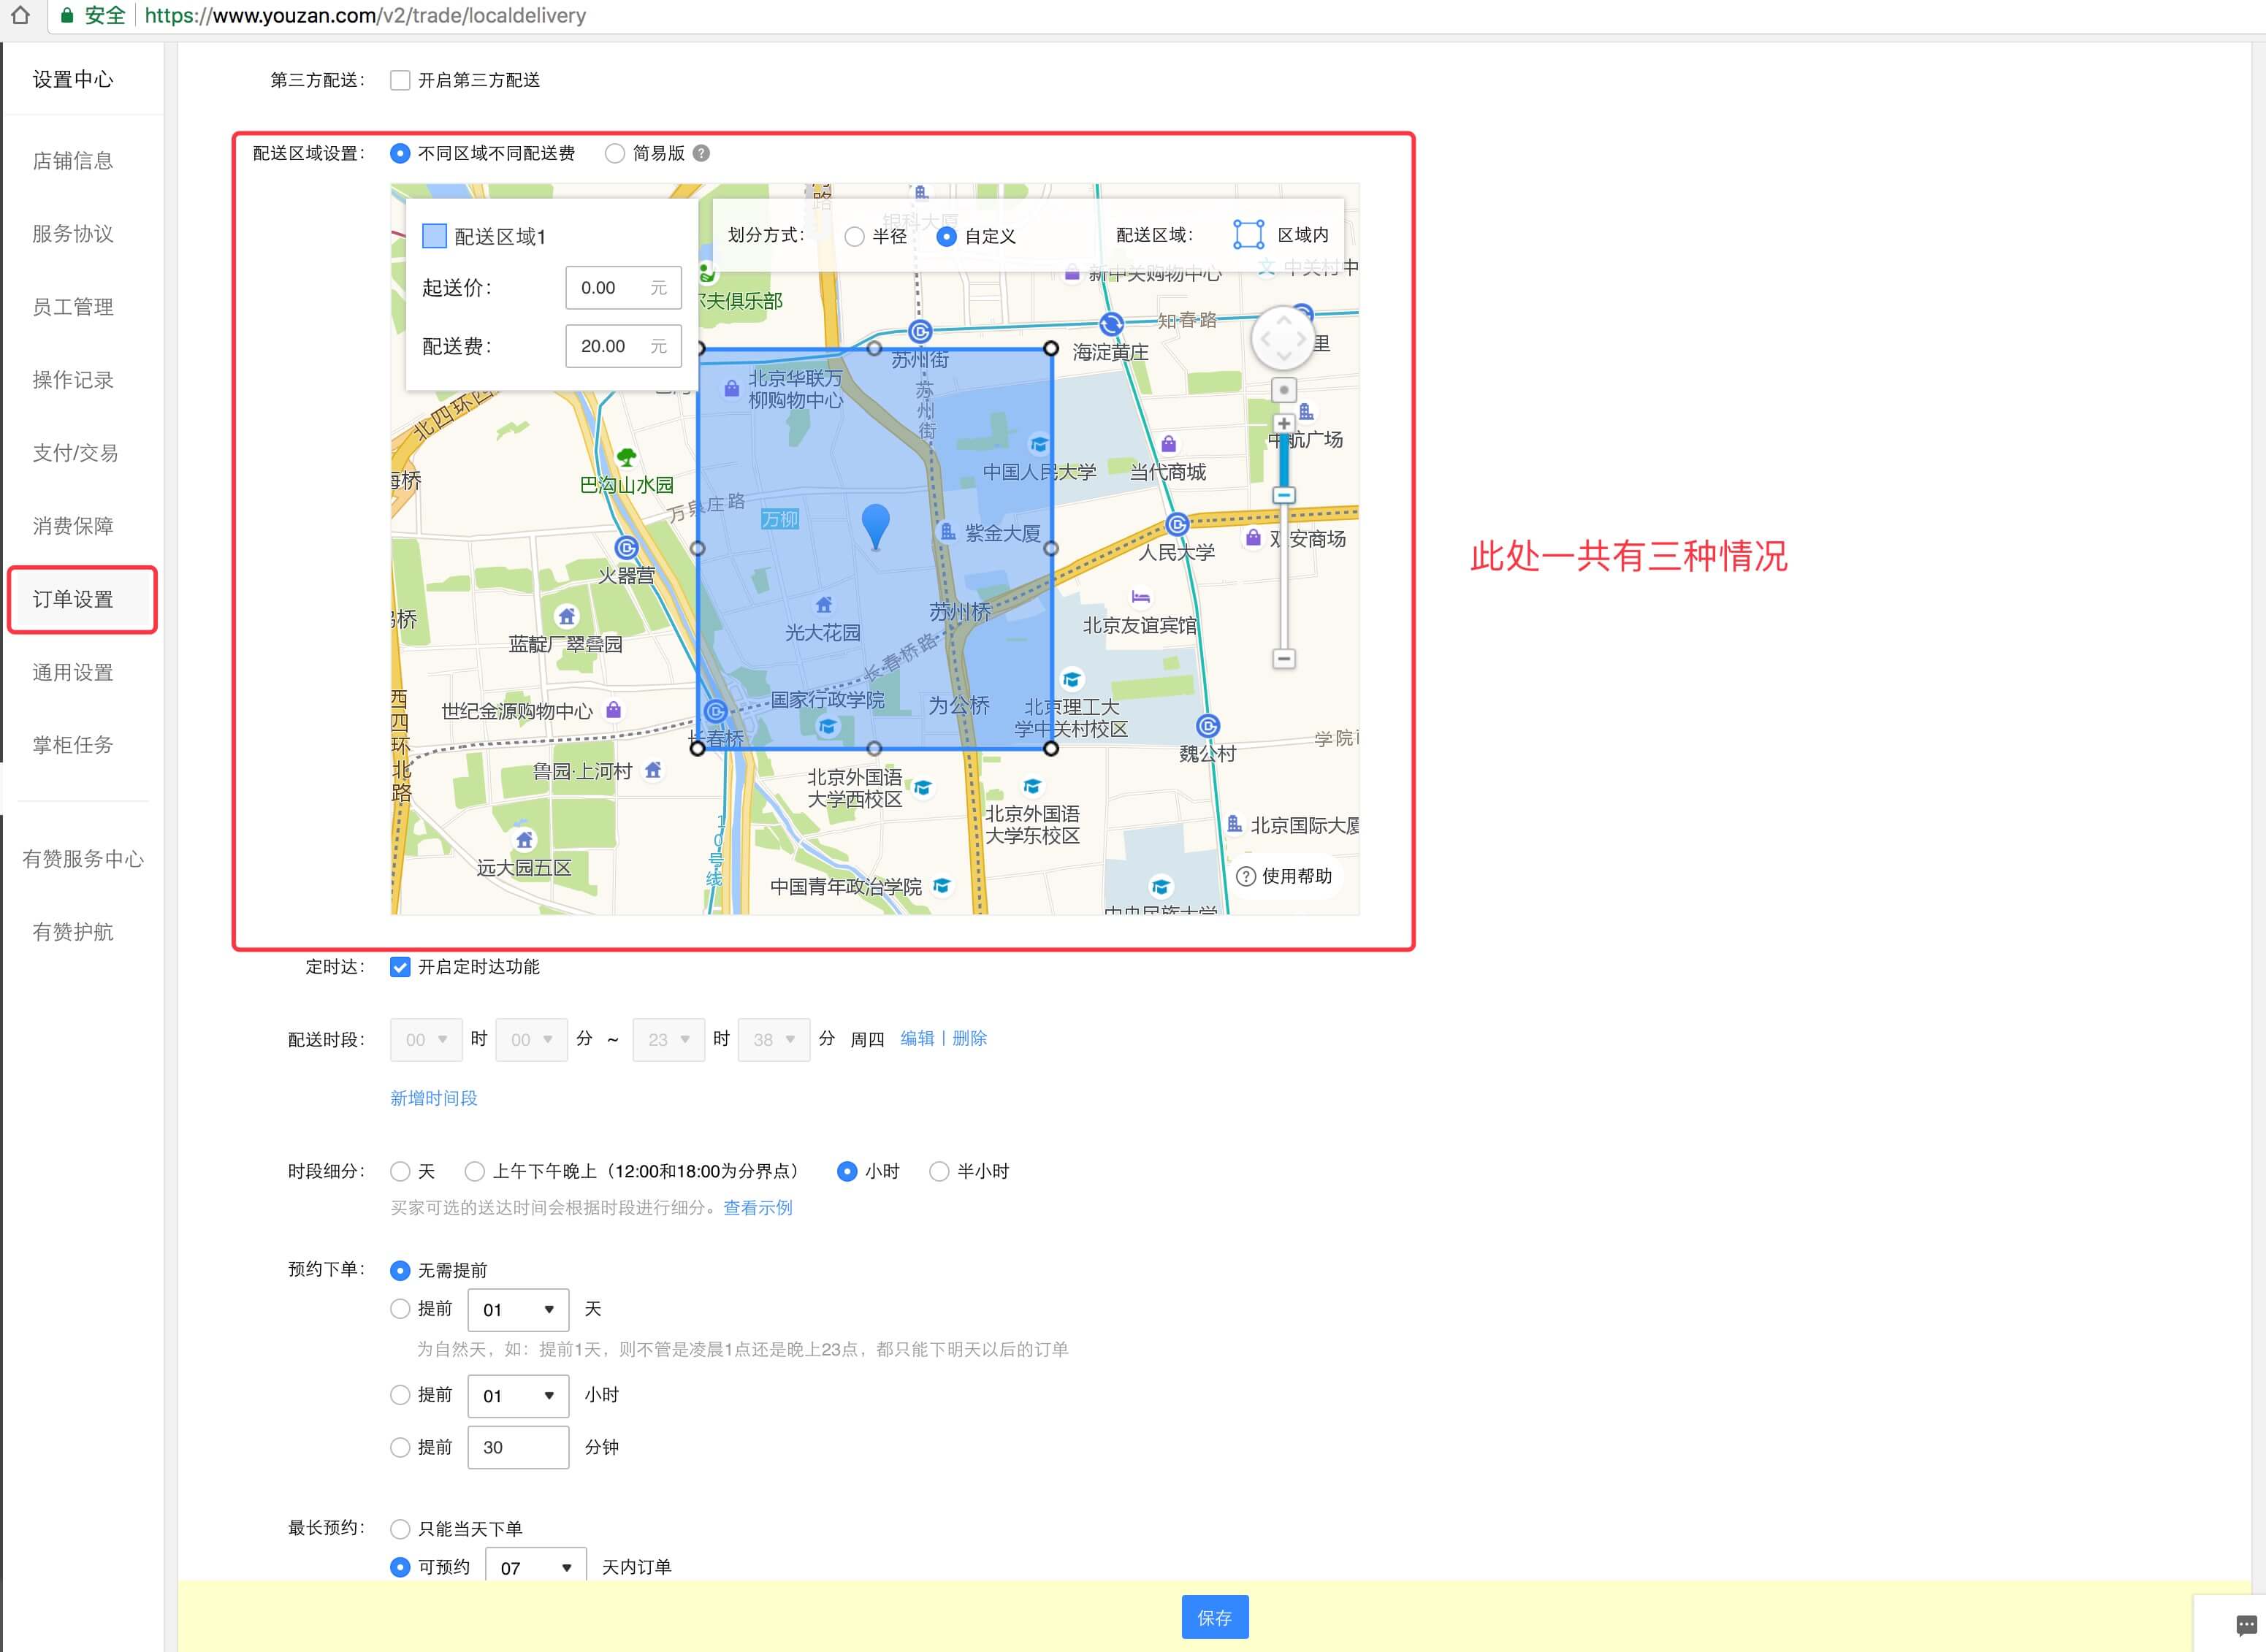 安全 https://www.youzan.com/v2/trade/localdelivery
设置中心
店铺信息
服务协议
员工管理
操作记录
支付/交易
消费保障
订单设置
通用设置
掌柜任务
有赞服务中心
有赞护航
第三方配送： 开启第三方配送
配送区域设置： 不同区域不同配送费 简易版 ?
配送区域1
起送价： 0.00 元
配送费： 20.00 元
划分方式： 半径 自定义 配送区域： 区域内
路
银科大厦
新中关购物中心
中关村中
尔夫俱乐部
知春路
里
苏州街
海淀黄庄
北京华联万
柳购物中心
苏州街
北四环西
中航广场
海桥
巴沟山水园
中国人民大学
当代商城
万泉庄路
万柳
紫金大厦
人民大学
双安商场
火器营
光大花园
苏州桥
北京友谊宾馆
蓝靛厂翠叠园
长春桥路
世纪金源购物中心
国家行政学院
为公桥
北京理工大
学中关村校区
西四环北路
长春桥
魏公村
学院
鲁园·上河村
北京外国语
大学西校区
北京外国语
大学东校区
北京国际大厦
10号线
远大园五区
中国青年政治学院
中央民族大学
使用帮助
此处一共有三种情况
定时达： 开启定时达功能
配送时段： 00 时 00 分 ~ 23 时 38 分 周四 编辑 | 删除
新增时间段
时段细分： 天 上午下午晚上（12:00和18:00为分界点） 小时 半小时
买家可选的送达时间会根据时段进行细分。查看示例
预约下单： 无需提前
提前 01 天
为自然天，如：提前1天，则不管是凌晨1点还是晚上23点，都只能下明天以后的订单
提前 01 小时
提前 30 分钟
最长预约： 只能当天下单
可预约 07 天内订单
保存